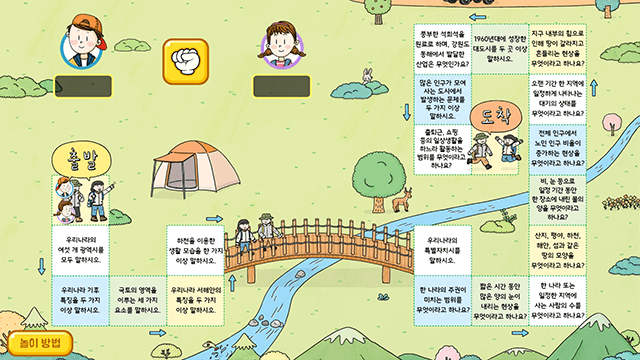 풍부한 석회석을
원료로 하며, 강원도
동해에서 발달한
산업은 무엇인가요?
1960년대에 성장한
대도시를 두 곳 이상
말하시오.
지구 내부의 힘으로
인해 땅이 갈라지고
흔들리는 현상을
무엇이라고 하나요?
많은 인구가 모여
사는 도시에서
발생하는 문제를
두 가지 이상
말하시오.
오랜 기간 한 지역에
일정하게 나타나는
대기의 상태를
무엇이라고 하나요?
도착
출퇴근, 쇼핑
등의 일상생활을
하느라 활동하는
범위를 무엇이라고
하나요?
전체 인구에서
노인 인구 비율이
증가하는 현상을
무엇이라고 하나요?
출발
비, 눈 등으로
일정 기간 동안
한 장소에 내린 물의
양을 무엇이라고
하나요?
우리나라의
여섯 개 광역시를
모두 말하시오.
하천을 이용한
생활 모습을 한 가지
이상 말하시오.
우리나라의
특별자치시를
말하시오.
산지, 평야, 하천,
해안, 섬과 같은
땅의 모양을
무엇이라고 하나요?
우리나라 기후
특징을 두 가지
이상 말하시오.
국토의 영역을
이루는 세 가지
요소를 말하시오.
우리나라 서해안의
특징을 두 가지
이상 말하시오.
한 나라의 주권이
미치는 범위를
무엇이라고 하나요?
짧은 시간 동안
많은 양의 눈이
내리는 현상을
무엇이라고 하나요?
한 나라 또는
일정한 지역에
사는 사람의 수를
무엇이라고 하나요?
놀이 방법